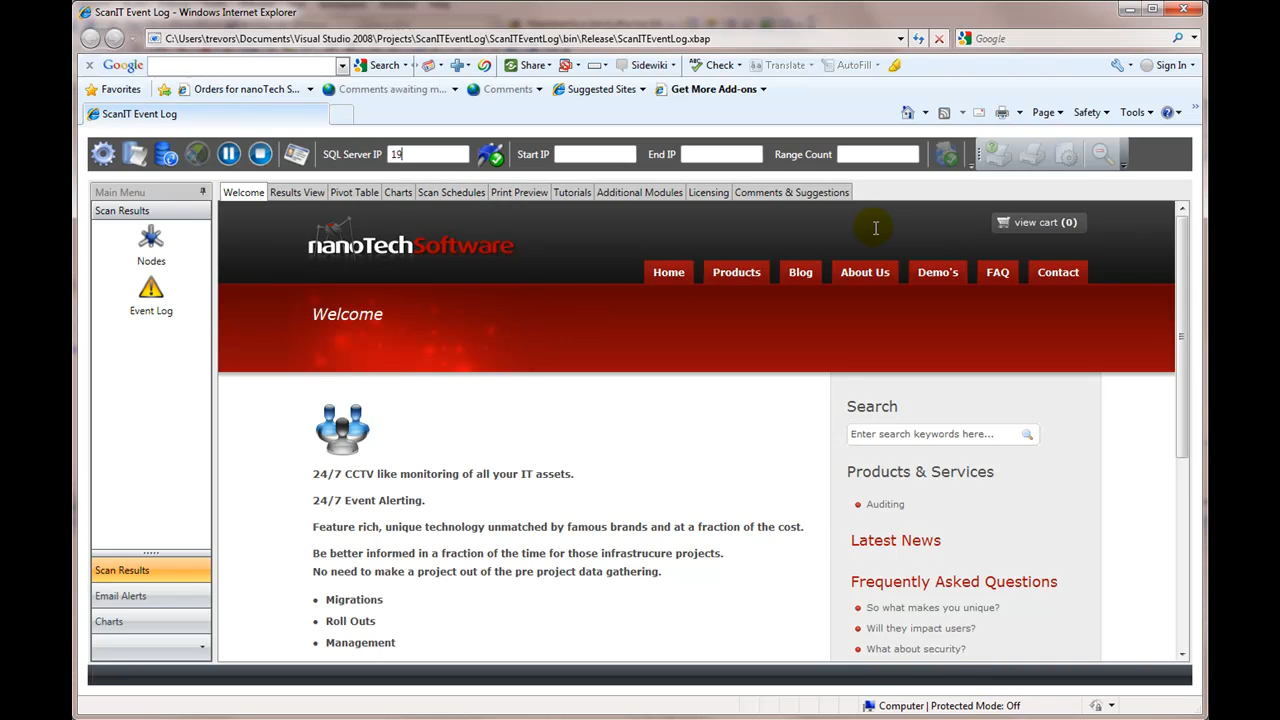 ScanIT Event Log - Windows Internet Explorer
C:\Users\trevors\Documents\Visual Studio 2008\Projects\ScanITEventLog\ScanITEventLog\bin\Release\ScanITEventLog.xbap
Google
Google Search Share Sidewiki Check Translate AutoFill Sign In
Favorites Orders for nanoTech S... Comments awaiting m... Comments Suggested Sites Get More Add-ons
ScanIT Event Log
Page Safety Tools
SQL Server IP 19 Start IP End IP Range Count
Main Menu
Welcome Results View Pivot Table Charts Scan Schedules Print Preview Tutorials Additional Modules Licensing Comments & Suggestions
Scan Results
Nodes
Event Log
Scan Results
Email Alerts
Charts
nanoTechSoftware
view cart (0)
Home Products Blog About Us Demo's FAQ Contact
Welcome
24/7 CCTV like monitoring of all your IT assets.
24/7 Event Alerting.
Feature rich, unique technology unmatched by famous brands and at a fraction of the cost.
Be better informed in a fraction of the time for those infrastrucure projects.
No need to make a project out of the pre project data gathering.
Migrations
Roll Outs
Management
Search
Enter search keywords here...
Products & Services
Auditing
Latest News
Frequently Asked Questions
So what makes you unique?
Will they impact users?
What about security?
Computer | Protected Mode: Off